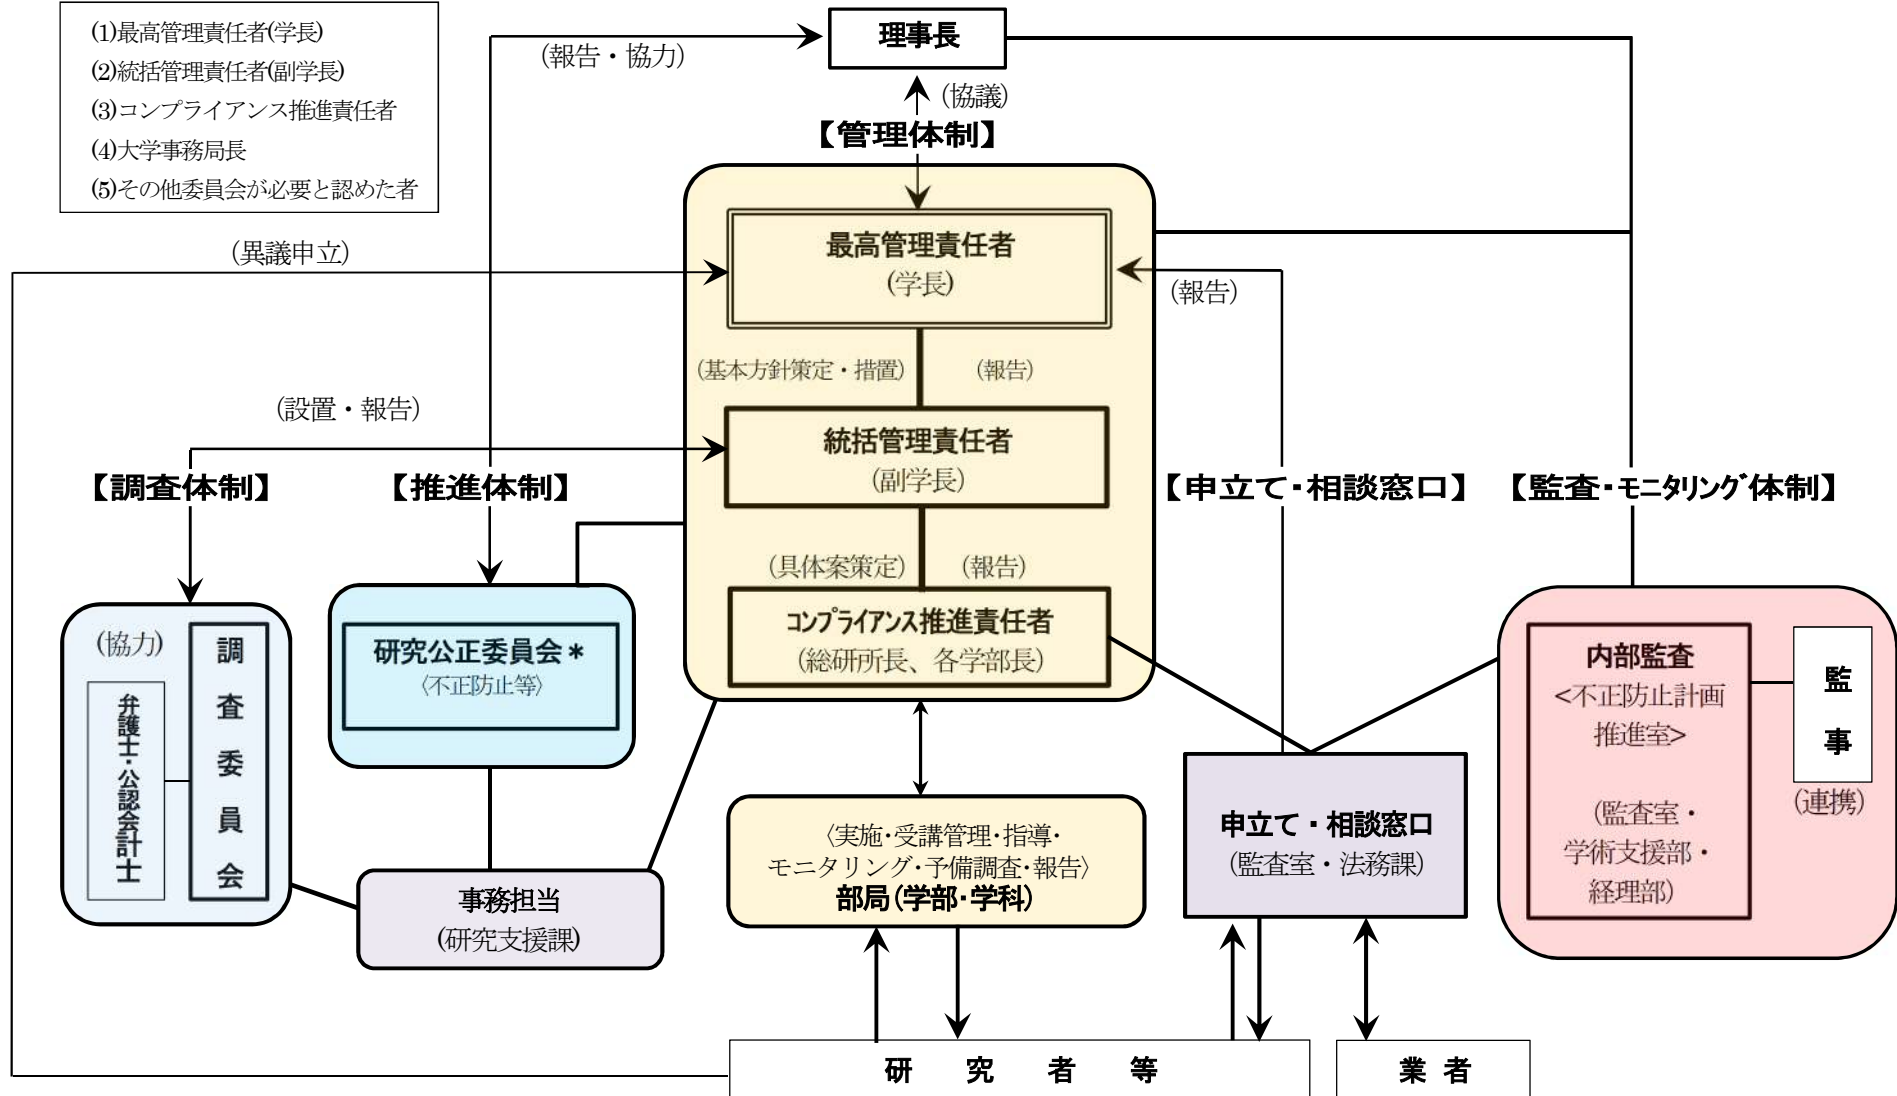 (1)最高管理責任者(学長)
(2)統括管理責任者(副学長)
(3)コンプライアンス推進責任者
(4)大学事務局長
(5)その他委員会が必要と認めた者
理事長
(報告・協力)
(協議)
【管理体制】
(異議申立)
最高管理責任者
(学長)
(報告)
(基本方針策定・措置)
(報告)
(設置・報告)
統括管理責任者
(副学長)
【調査体制】
【推進体制】
【申立て・相談窓口】
【監査・モニタリング体制】
(具体案策定)
(報告)
コンプライアンス推進責任者
(総研所長、各学部長)
(協力)
調査委員会
弁護士・公認会計士
研究公正委員会*
〈不正防止等〉
内部監査
<不正防止計画
推進室>
(監査室・
学術支援部・
経理部)
監事
(連携)
〈実施・受講管理・指導・
モニタリング・予備調査・報告〉
部局(学部・学科)
申立て・相談窓口
(監査室・法務課)
事務担当
(研究支援課)
研究者等
業者